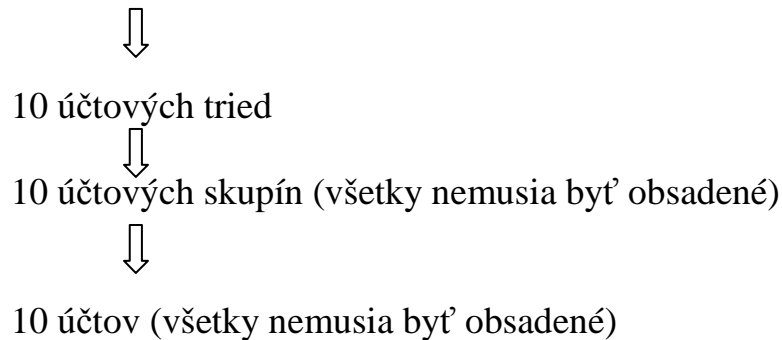 10 účtových tried
10 účtových skupín (všetky nemusia byť obsadené)
10 účtov (všetky nemusia byť obsadené)